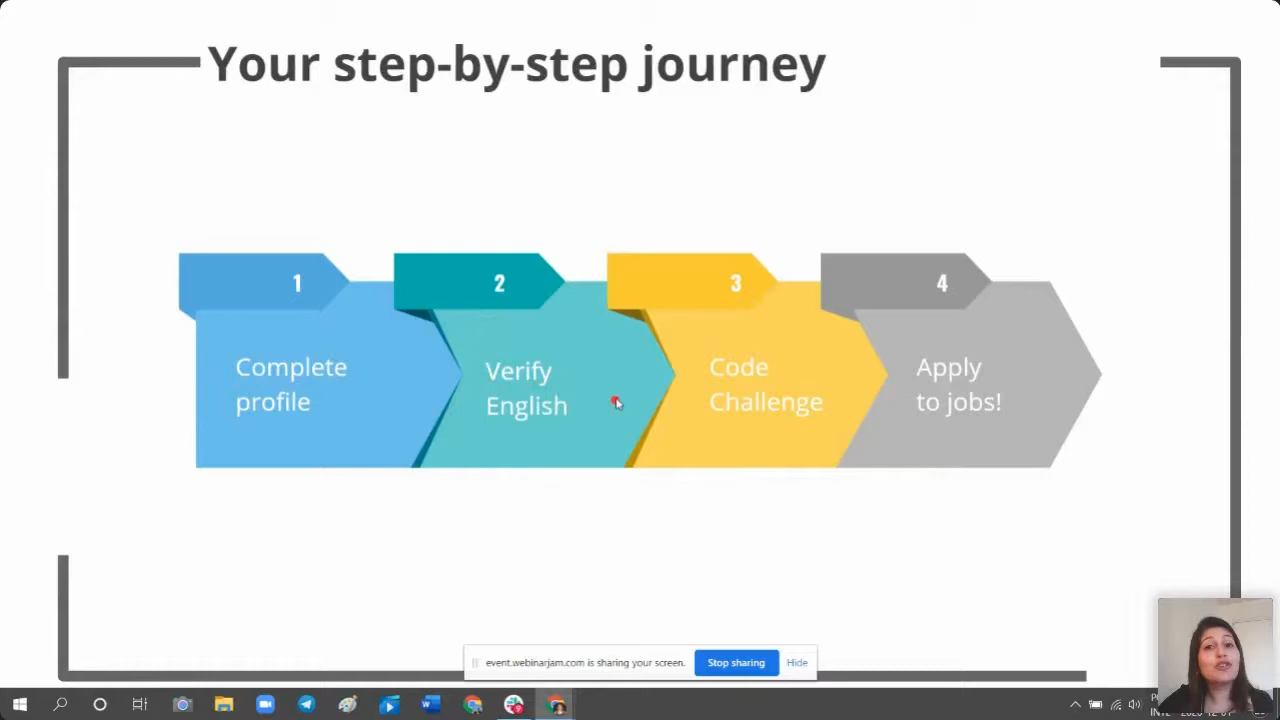 Your step-by-step journey
1
2
3
4
Complete
profile
Verify
English
Code
Challenge
Apply
to jobs!
event.webinarjam.com is sharing your screen.
Stop sharing
Hide